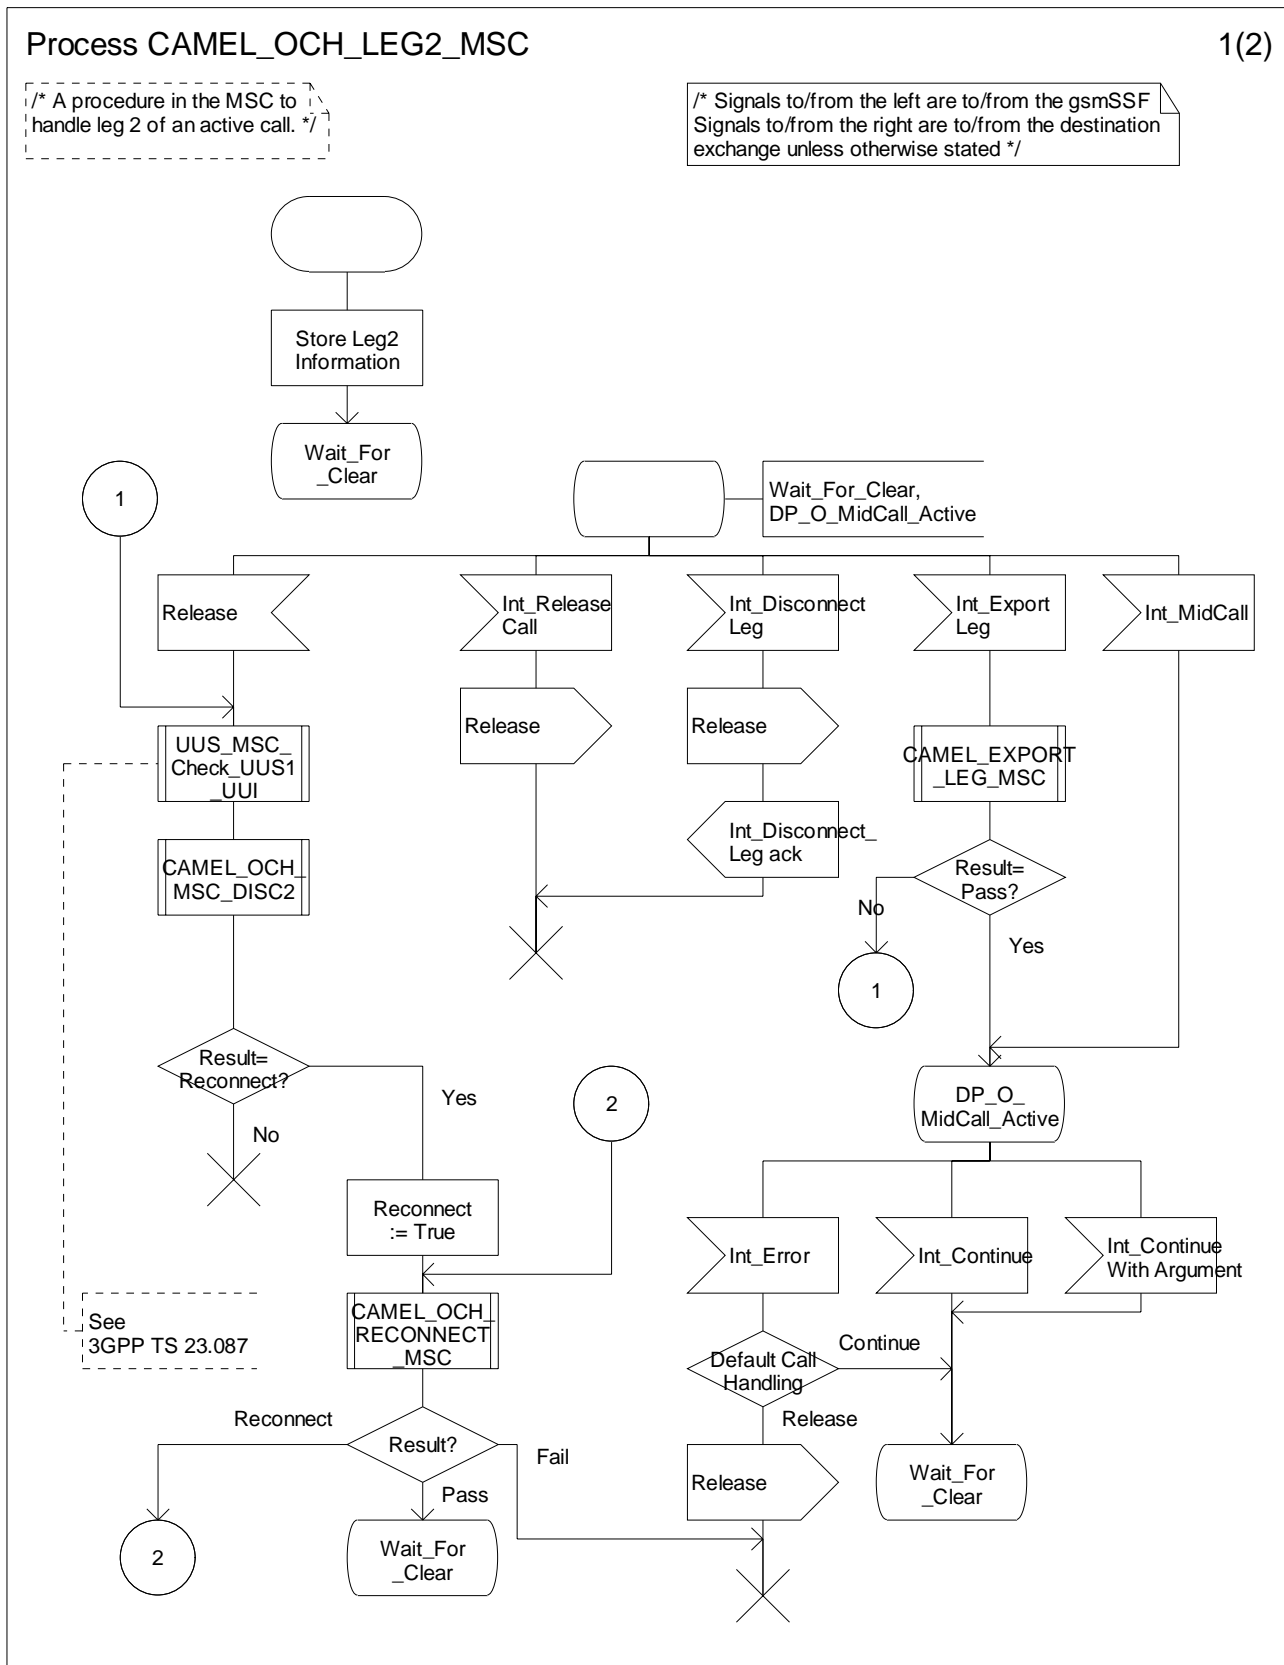 Process CAMEL_OCH_LEG2_MSC
1(2)
/* A procedure in the MSC to
handle leg 2 of an active call. */
/* Signals to/from the left are to/from the gsmSSF
Signals to/from the right are to/from the destination
exchange unless otherwise stated */
Store Leg2
Information
Wait_For
_Clear
1
Wait_For_Clear,
DP_O_MidCall_Active
Release
Int_Release
Call
Int_Disconnect
Leg
Int_Export
Leg
Int_MidCall
Release
Release
UUS_MSC_
Check_UUS1
_UUI
CAMEL_EXPORT
_LEG_MSC
Int_Disconnect_
Leg ack
CAMEL_OCH_
MSC_DISC2
Result=
Pass?
No
Yes
1
Result=
Reconnect?
Yes
No
2
DP_O_
MidCall_Active
Reconnect
:= True
Int_Error
Int_Continue
Int_Continue
With Argument
See
3GPP TS 23.087
CAMEL_OCH_
RECONNECT
_MSC
Default Call
Handling
Continue
Release
Reconnect
Result?
Fail
Pass
Release
Wait_For
_Clear
2
Wait_For
_Clear